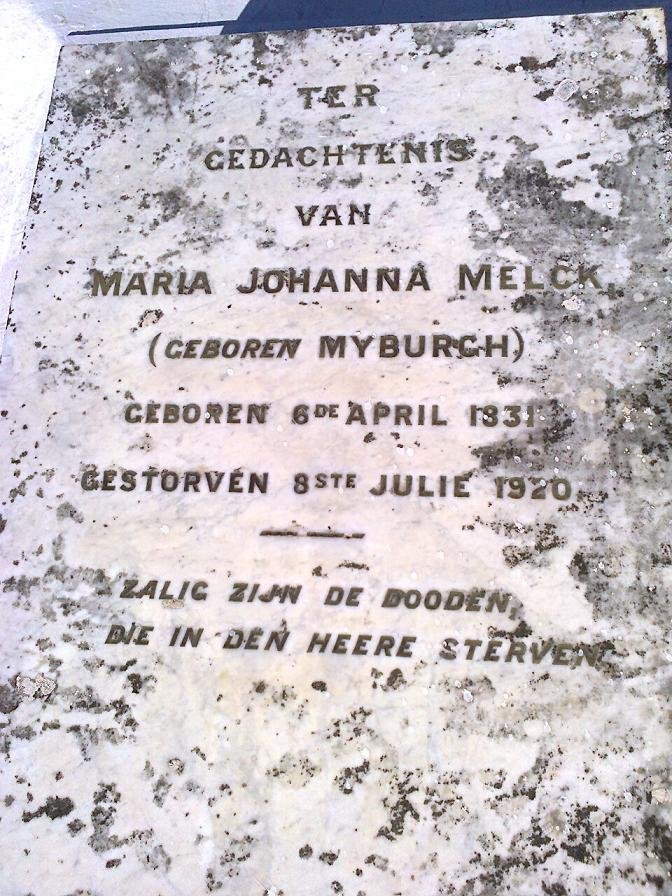 TER
GEDACHTENIS
VAN
MARIA JOHANNA MELCK,
(GEBOREN MYBURGH)
GEBOREN 6DE APRIL 1831
GESTORVEN 8STE JULIE 1920
ZALIG ZIJN DE DOODEN,
DIE IN DEN HEERE STERVEN.